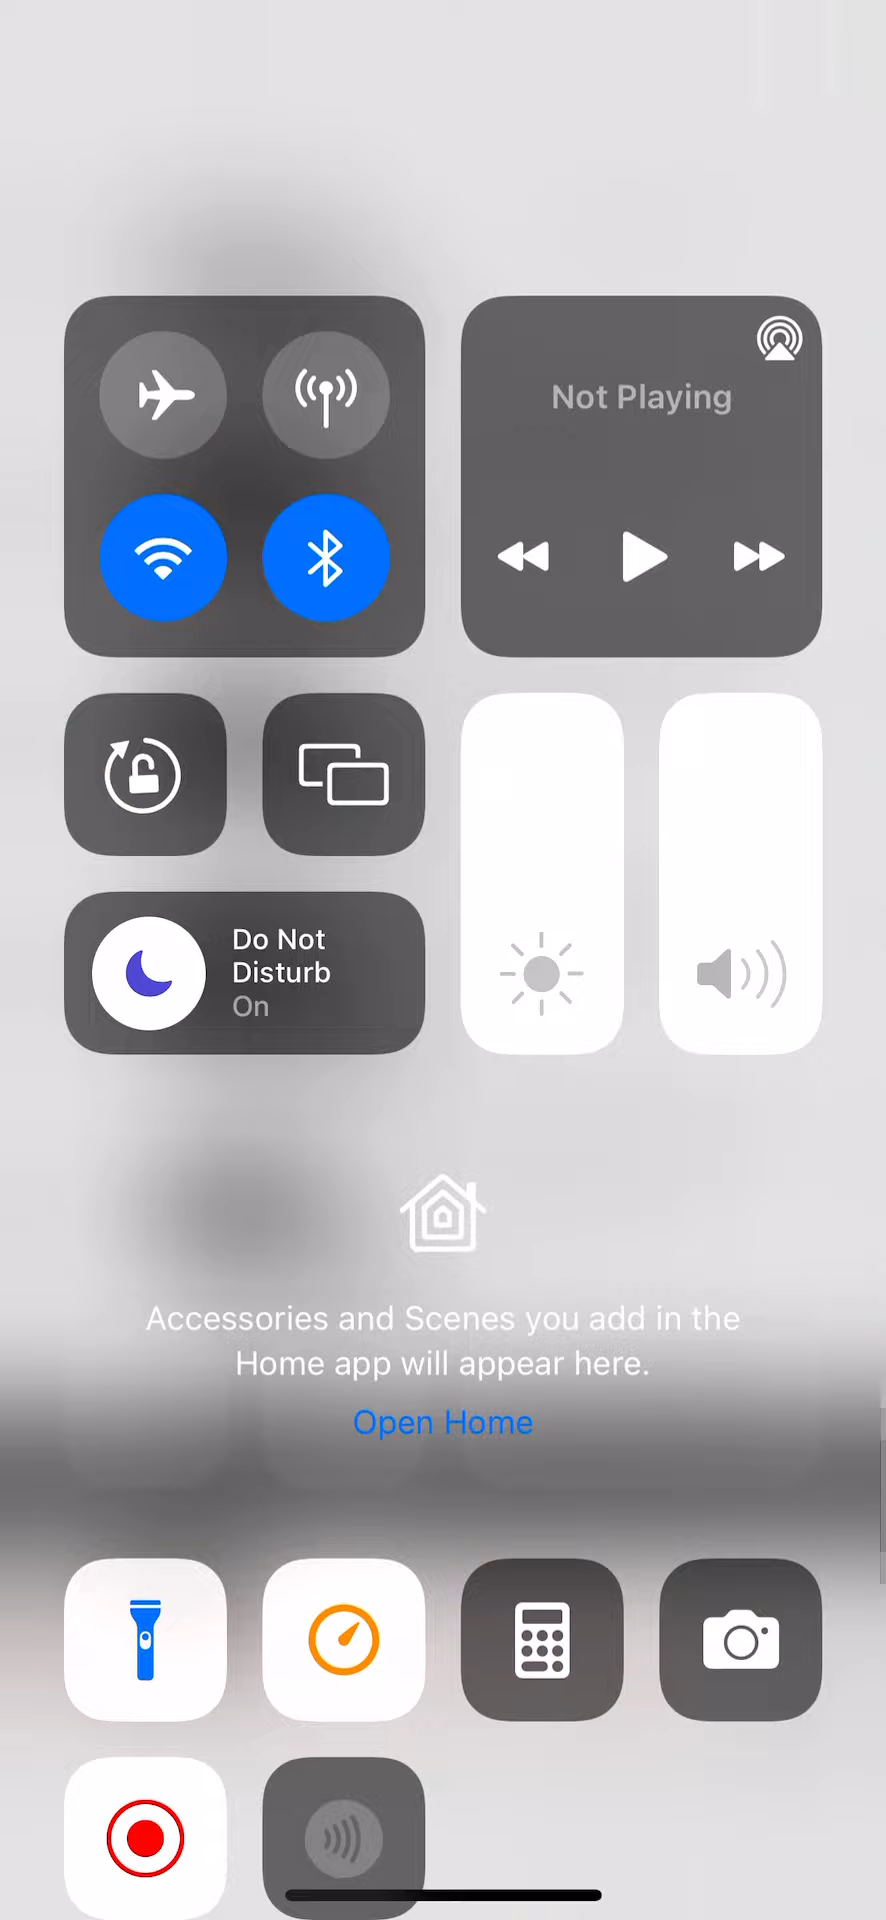 Not Playing
Do Not
Disturb
On
Accessories and Scenes you add in the
Home app will appear here.
Open Home